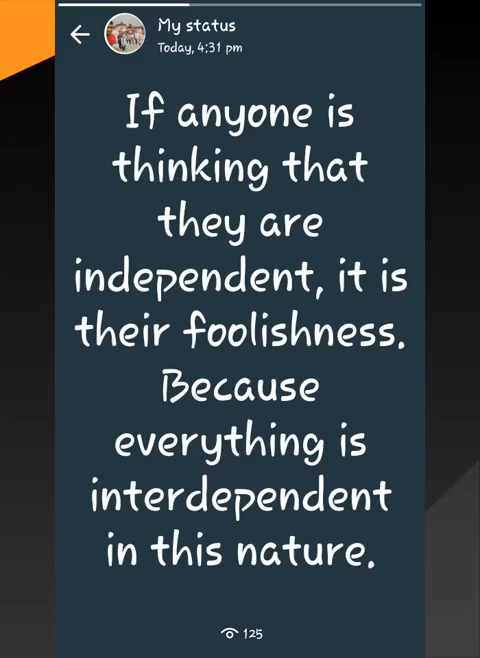 My status
Today, 4:31 pm
If anyone is
thinking that
they are
independent, it is
their foolishness.
Because
everything is
interdependent
in this nature.
125